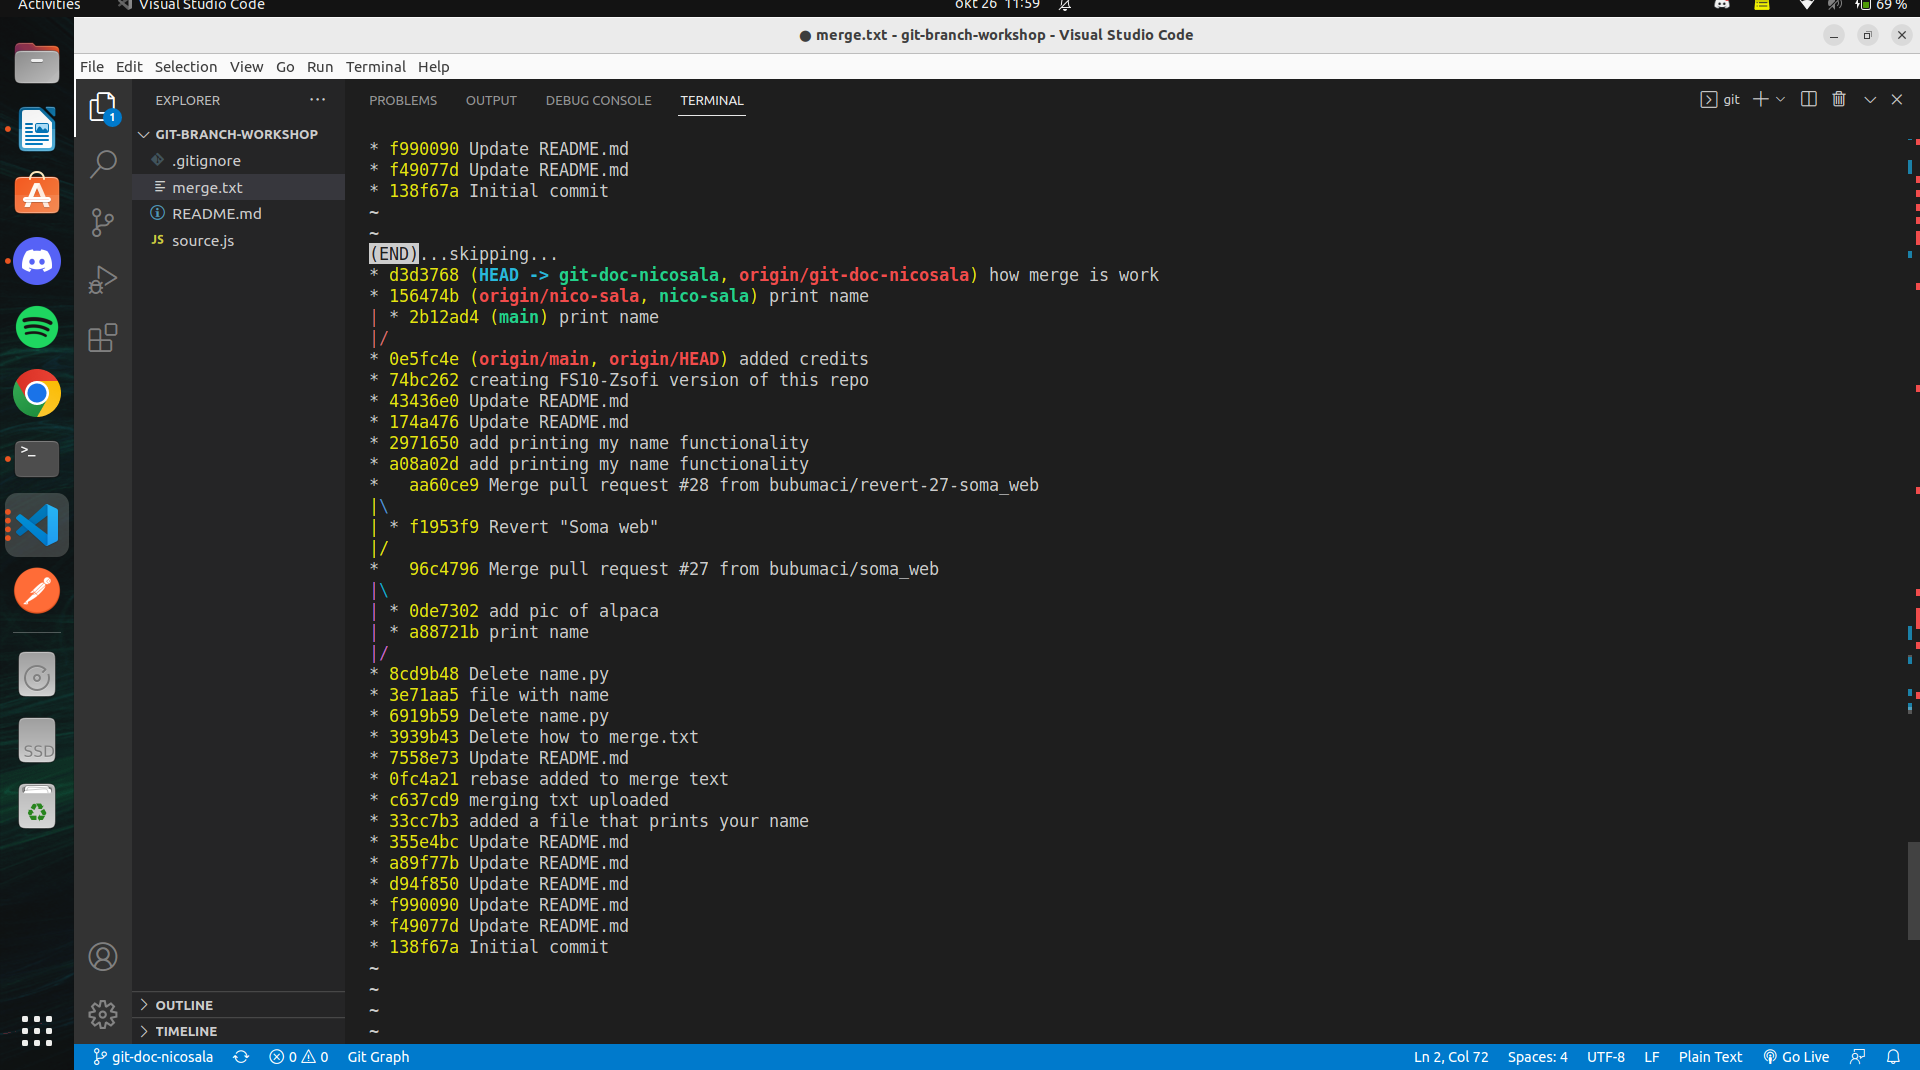 Activities
Visual Studio Code
okt 26 11:59
69 %
● merge.txt - git-branch-workshop - Visual Studio Code
File Edit Selection View Go Run Terminal Help
EXPLORER
PROBLEMS OUTPUT DEBUG CONSOLE TERMINAL
git
1
GIT-BRANCH-WORKSHOP
.gitignore
merge.txt
README.md
JS source.js
* f990090 Update README.md
* f49077d Update README.md
* 138f67a Initial commit
~
~
(END)...skipping...
* d3d3768 (HEAD -> git-doc-nicosala, origin/git-doc-nicosala) how merge is work
* 156474b (origin/nico-sala, nico-sala) print name
| * 2b12ad4 (main) print name
|/
* 0e5fc4e (origin/main, origin/HEAD) added credits
* 74bc262 creating FS10-Zsofi version of this repo
* 43436e0 Update README.md
* 174a476 Update README.md
* 2971650 add printing my name functionality
* a08a02d add printing my name functionality
*   aa60ce9 Merge pull request #28 from bubumaci/revert-27-soma_web
|\
| * f1953f9 Revert "Soma web"
|/
*   96c4796 Merge pull request #27 from bubumaci/soma_web
|\
| * 0de7302 add pic of alpaca
| * a88721b print name
|/
* 8cd9b48 Delete name.py
* 3e71aa5 file with name
* 6919b59 Delete name.py
* 3939b43 Delete how to merge.txt
* 7558e73 Update README.md
* 0fc4a21 rebase added to merge text
* c637cd9 merging txt uploaded
* 33cc7b3 added a file that prints your name
* 355e4bc Update README.md
* a89f77b Update README.md
* d94f850 Update README.md
* f990090 Update README.md
* f49077d Update README.md
* 138f67a Initial commit
~
~
~
~
SSD
OUTLINE
TIMELINE
git-doc-nicosala 0 0 Git Graph
Ln 2, Col 72 Spaces: 4 UTF-8 LF Plain Text Go Live